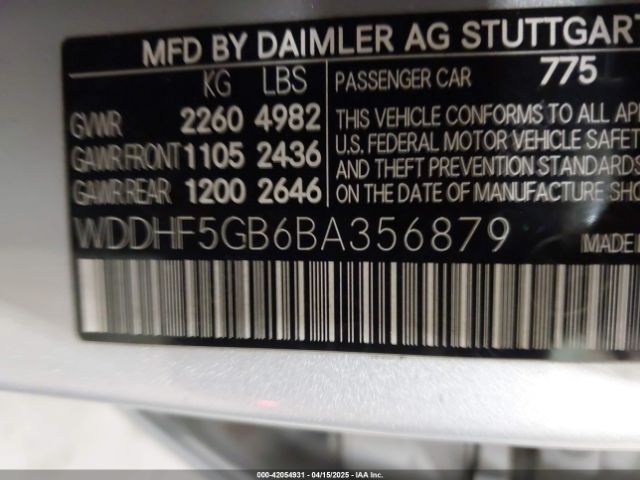 MFD BY DAIMLER AG STUTTGAR
KG LBS
GVWR 2260 4982
GAWR FRONT 1105 2436
GAWR REAR 1200 2646
PASSENGER CAR 775
THIS VEHICLE CONFORMS TO ALL APP
U.S. FEDERAL MOTOR VEHICLE SAFET
AND THEFT PREVENTION STANDARDS
ON THE DATE OF MANUFACTURE SHO
WDDHF5GB6BA356879
MADE
000-42054931 - 04/15/2025 - IAA Inc.